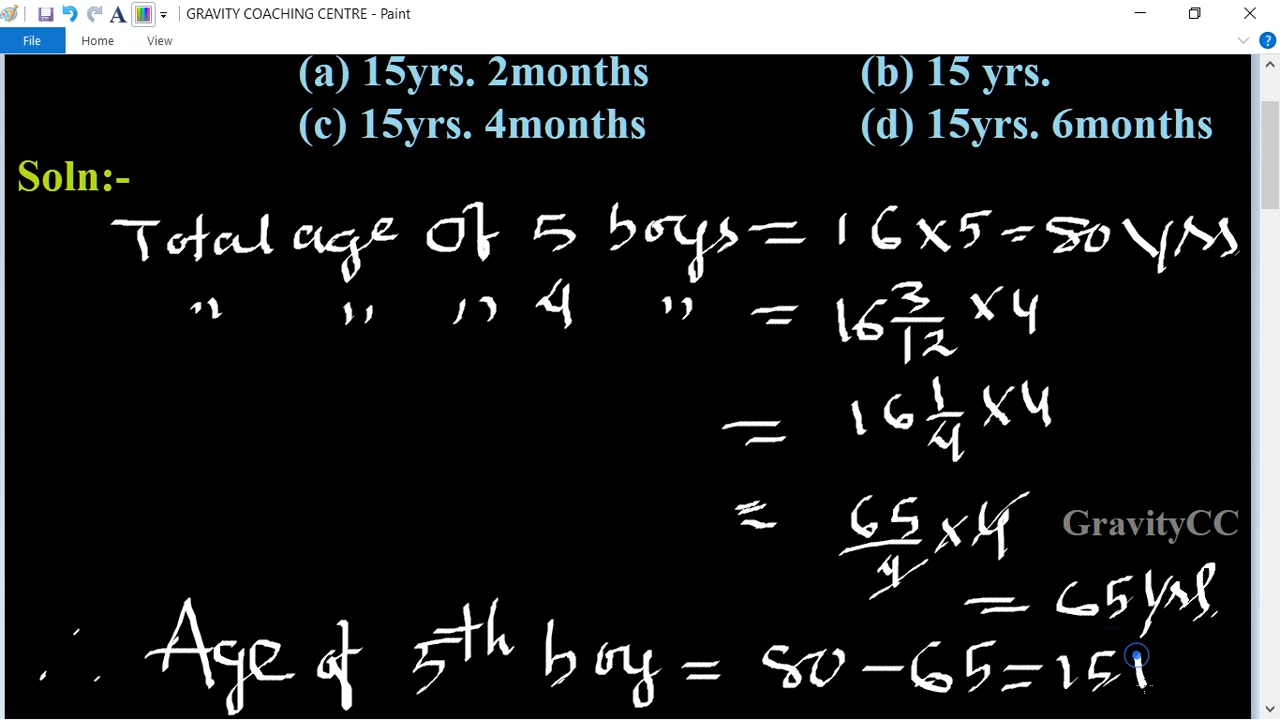 GRAVITY COACHING CENTRE - Paint
File Home View
(a) 15yrs. 2months (b) 15 yrs.
(c) 15yrs. 4months (d) 15yrs. 6months
Soln:-
Total age of 5 boys = 16 × 5 = 80 yrs
" " " 4 " = 16 3/12 × 4
= 16 1/4 × 4
= 65/4 × 4
GravityCC
= 65 yrs.
∴ Age of 5th boy = 80 - 65 = 15